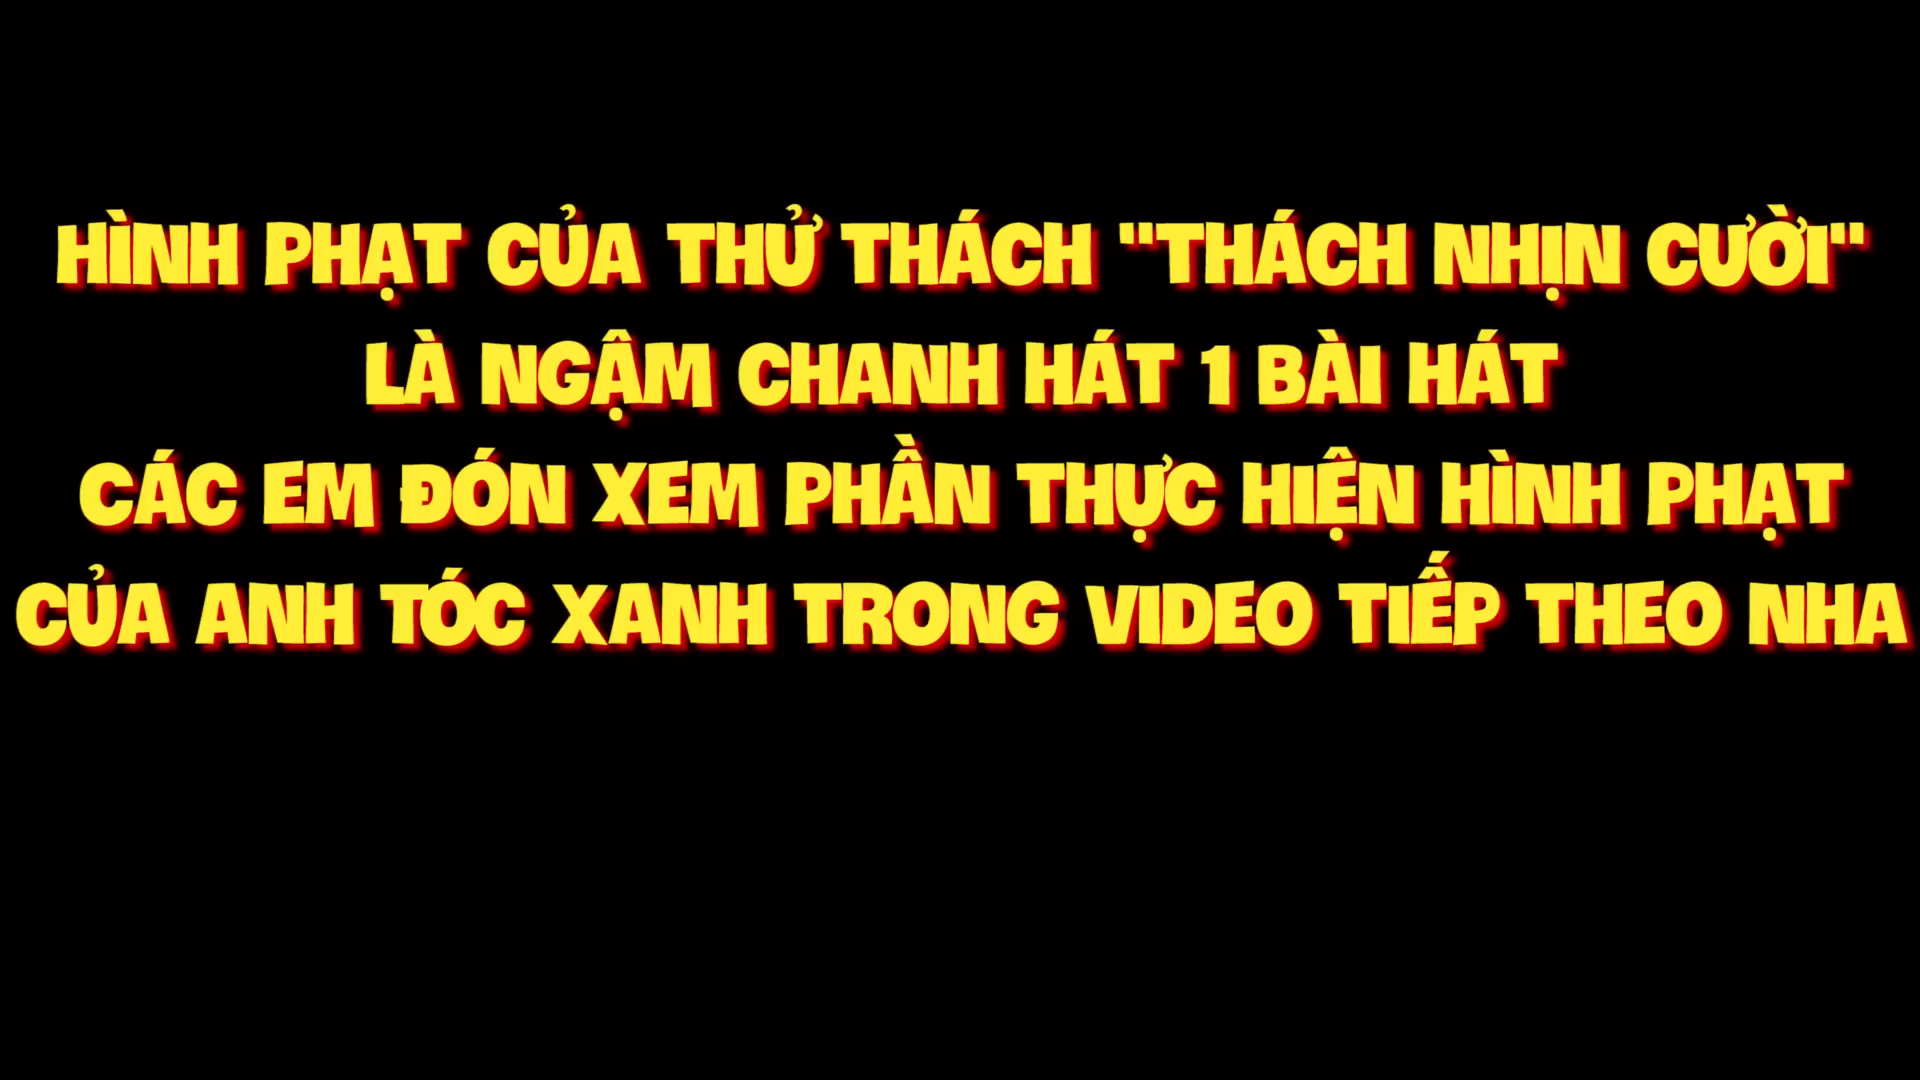 HÌNH PHẠT CỦA THỬ THÁCH "THÁCH NHỊN CƯỜI"
LÀ NGẬM CHANH HÁT 1 BÀI HÁT
CÁC EM ĐÓN XEM PHẦN THỰC HIỆN HÌNH PHẠT
CỦA ANH TÓC XANH TRONG VIDEO TIẾP THEO NHA